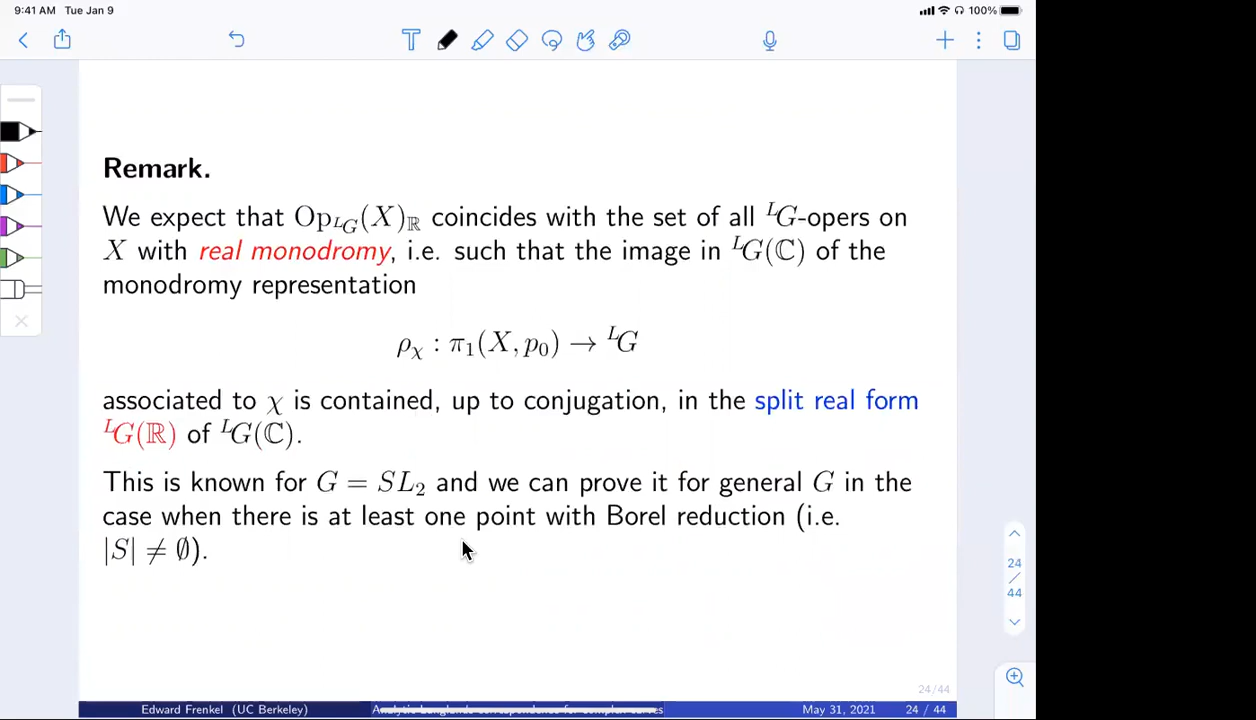 9:41 AM Tue Jan 9
100%
Remark.
We expect that Op_{^LG}(X)_ℝ coincides with the set of all ^LG-opers on
X with real monodromy, i.e. such that the image in ^LG(ℂ) of the
monodromy representation
ρ_χ : π₁(X, p₀) → ^LG
associated to χ is contained, up to conjugation, in the split real form
^LG(ℝ) of ^LG(ℂ).
This is known for G = SL₂ and we can prove it for general G in the
case when there is at least one point with Borel reduction (i.e.
|S| ≠ ∅).
24
/
44
24/44
Edward Frenkel (UC Berkeley)
May 31, 2021
24 / 44